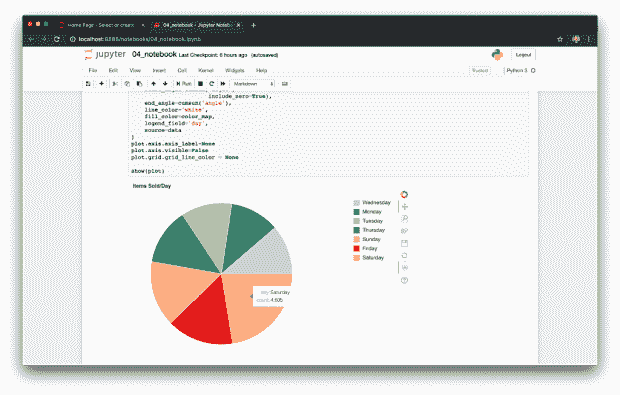 Home Page - Select or create
04_notebook - Jupyter Notebook
localhost:8888/notebooks/04_notebook.ipynb
jupyter 04_notebook Last Checkpoint: 6 hours ago (autosaved)
Logout
File Edit View Insert Cell Kernel Widgets Help
Trusted Python 3
Run Markdown
include_zero=True),
end_angle=cumsum('angle'),
line_color='white',
fill_color=color_map,
legend_field='day',
source=data
)
plot.axis.axis_label=None
plot.axis.visible=False
plot.grid.grid_line_color = None
show(plot)
Items Sold/Day
Wednesday
Monday
Tuesday
Thursday
Sunday
Friday
Saturday
day: Saturday
count: